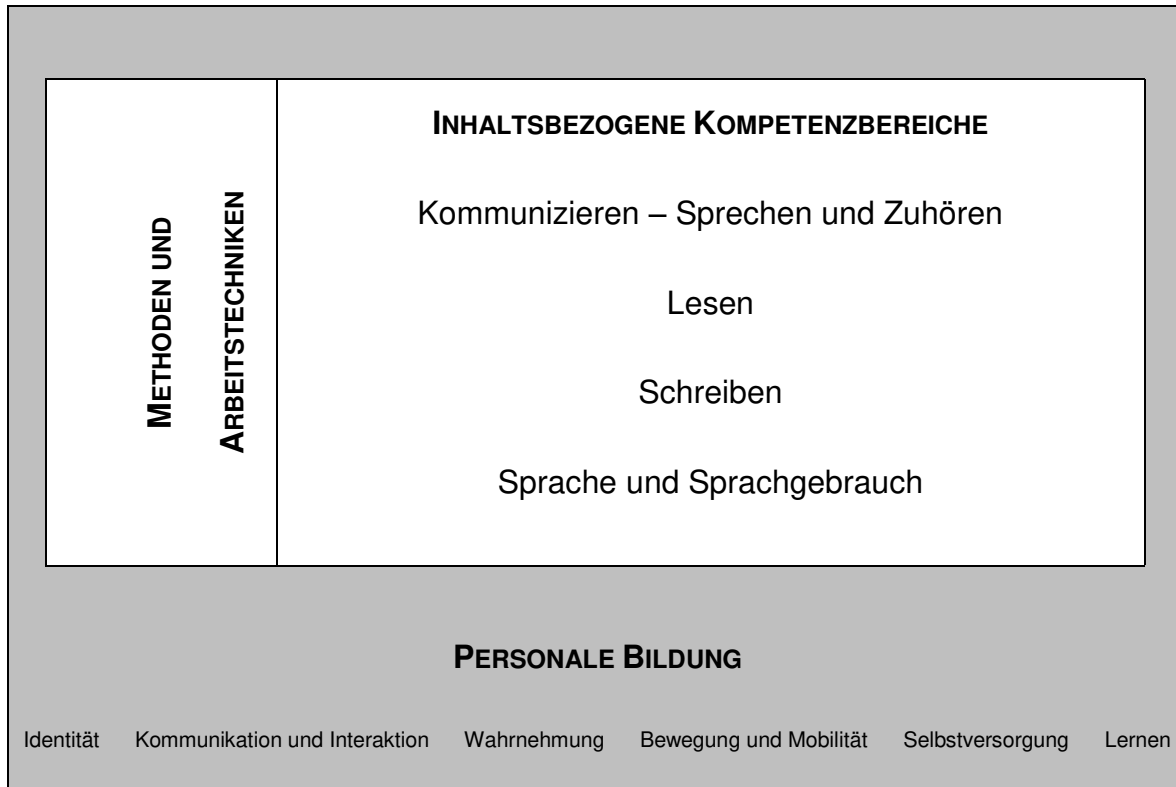 METHODEN UND
ARBEITSTECHNIKEN
INHALTSBEZOGENE KOMPETENZBEREICHE
Kommunizieren – Sprechen und Zuhören
Lesen
Schreiben
Sprache und Sprachgebrauch
PERSONALE BILDUNG
Identität Kommunikation und Interaktion Wahrnehmung Bewegung und Mobilität Selbstversorgung Lernen